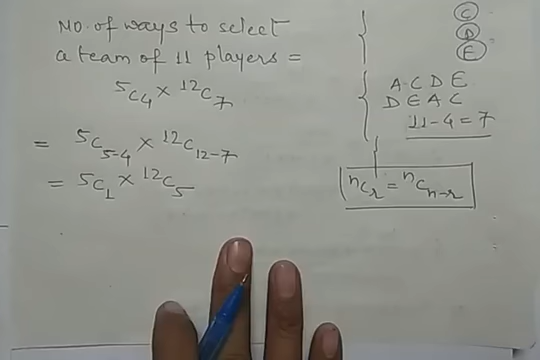 No. of ways to select
a team of 11 players =
⁵C₄ × ¹²C₇
= ⁵C₅₋₄ × ¹²C₁₂₋₇
= ⁵C₁ × ¹²C₅
C
D
E
A C D E
D E A C
11-4=7
ⁿCᵣ = ⁿCₙ₋ᵣ